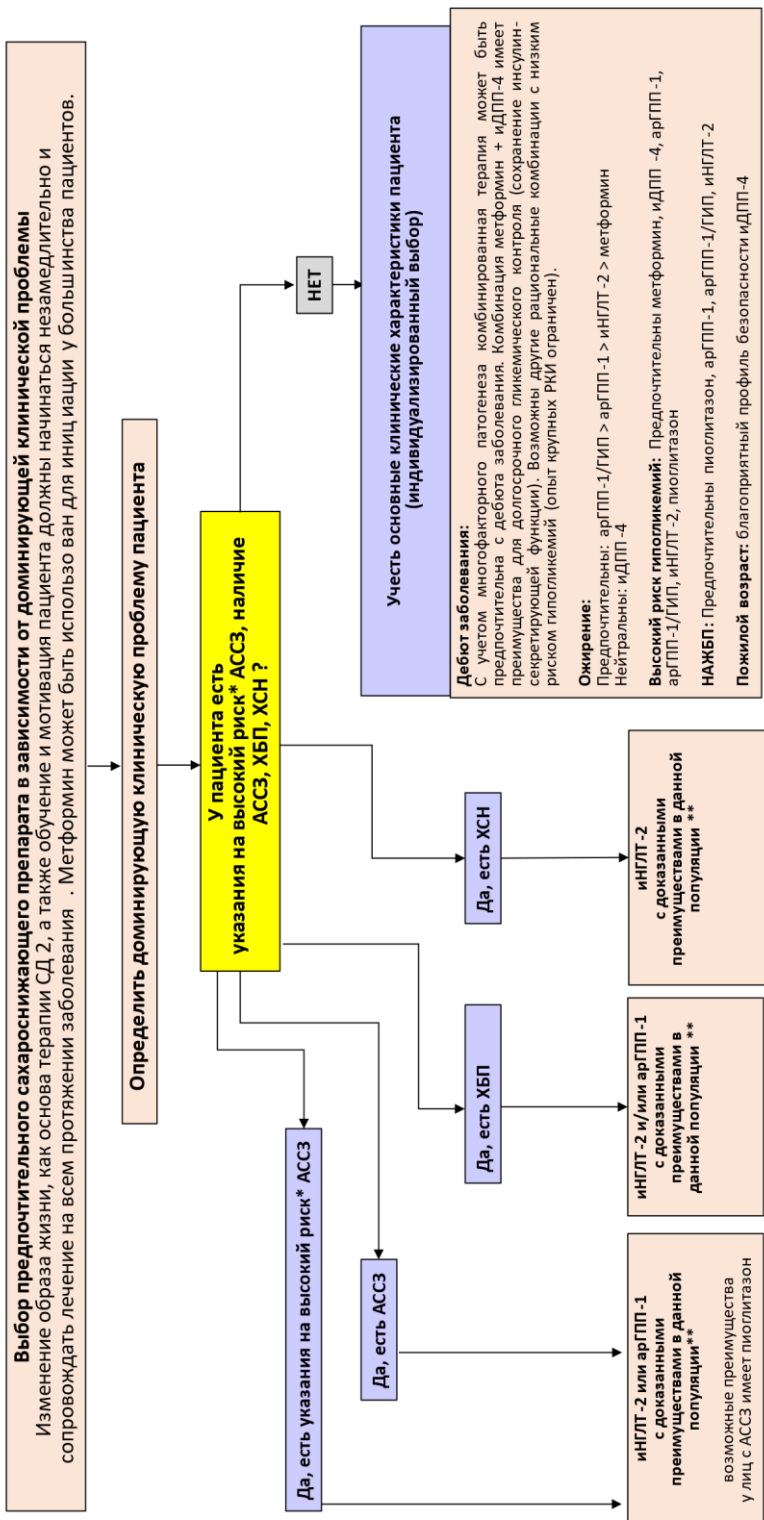 Выбор предпочтительного сахароснижающего препарата в зависимости от доминирующей клинической проблемы
Изменение образа жизни, как основа терапии СД 2, а также обучение и мотивация пациента должны начинаться незамедлительно и
сопровождать лечение на всем протяжении заболевания . Метформин может быть использо ван для инициации у большинства пациентов.
Определить доминирующую клиническую проблему пациента
У пациента есть
указания на высокий риск* АССЗ, наличие
АССЗ, ХБП, ХСН ?
Да, есть указания на высокий риск* АССЗ
Да, есть АССЗ
Да, есть ХБП
Да, есть ХСН
НЕТ
иНГЛТ-2 или арГПП-1
с доказанными
преимуществами в данной
популяции**
возможные преимущества
у лиц с АССЗ имеет пиоглитазон
иНГЛТ-2 и/или арГПП-1
с доказанными
преимуществами в
данной популяции **
иНГЛТ-2
с доказанными
преимуществами в данной
популяции **
Учесть основные клинические характеристики пациента
(индивидуализированный выбор)
Дебют заболевания:
С учетом многофакторного патогенеза комбинированная терапия может быть
предпочтительна с дебюта заболевания. Комбинация метформин + иДПП-4 имеет
преимущества для долгосрочного гликемического контроля (сохранение инсулин-
секретирующей функции). Возможны другие рациональные комбинации с низким
риском гипогликемий (опыт крупных РКИ ограничен).
Ожирение:
Предпочтительны: арГПП-1/ГИП > арГПП-1 > иНГЛТ-2 > метформин
Нейтральны: иДПП-4
Высокий риск гипогликемий: Предпочтительны метформин, иДПП -4, арГПП-1,
арГПП-1/ГИП, иНГЛТ-2, пиоглитазон
НАЖБП: Предпочтительны пиоглитазон, арГПП-1, арГПП-1/ГИП, иНГЛТ-2
Пожилой возраст: благоприятный профиль безопасности иДПП-4